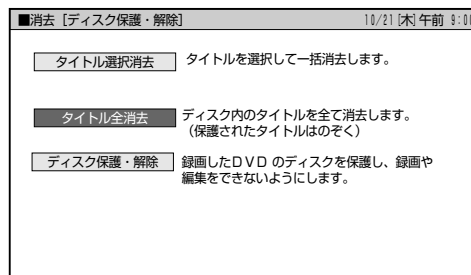 ■消去［ディスク保護・解除］ 10/21［木］午前 9:00
タイトル選択消去 タイトルを選択して一括消去します。
タイトル全消去 ディスク内のタイトルを全て消去します。
（保護されたタイトルはのぞく）
ディスク保護・解除 録画したＤＶＤ のディスクを保護し、録画や
編集をできないようにします。